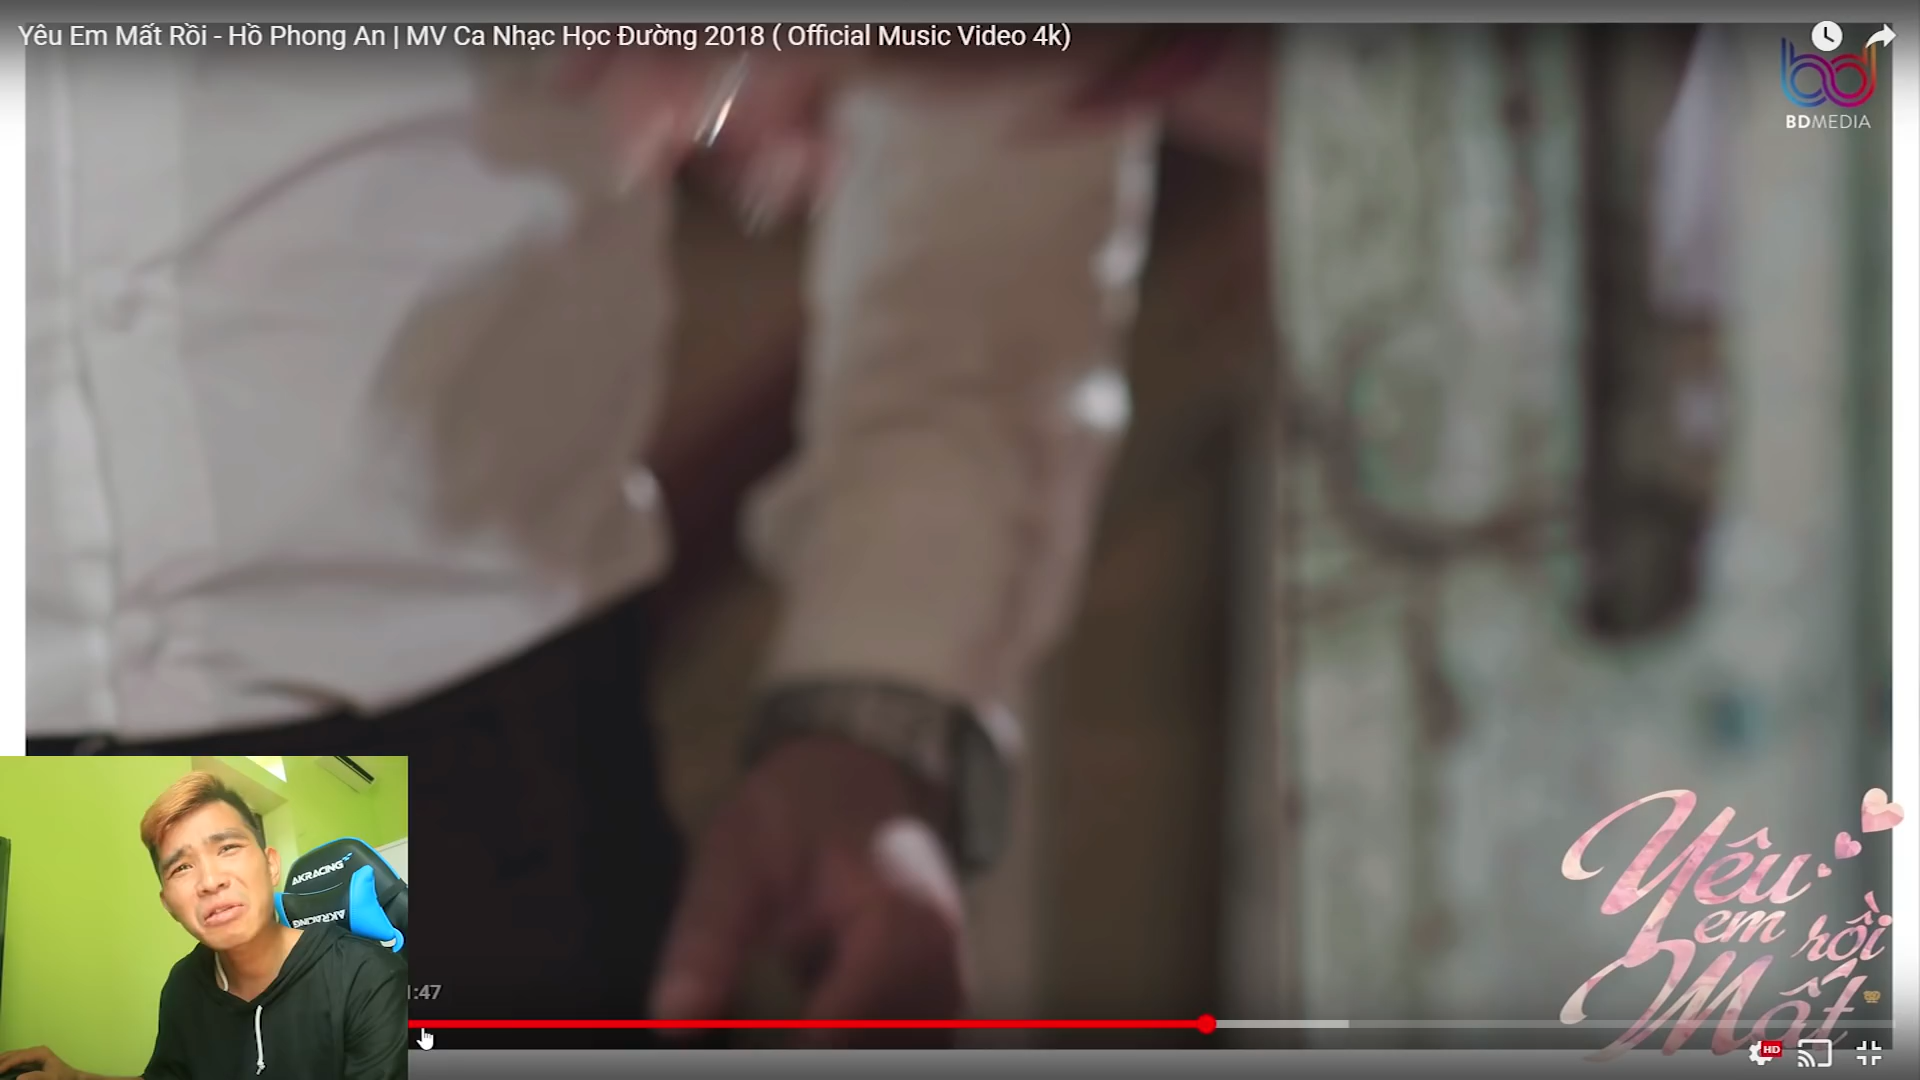 Yêu Em Mất Rồi - Hồ Phong An | MV Ca Nhạc Học Đường 2018 ( Official Music Video 4k)
BDMEDIA
AKRACING
AKRACING
Yêu
em rồi
Mất
:47
HD